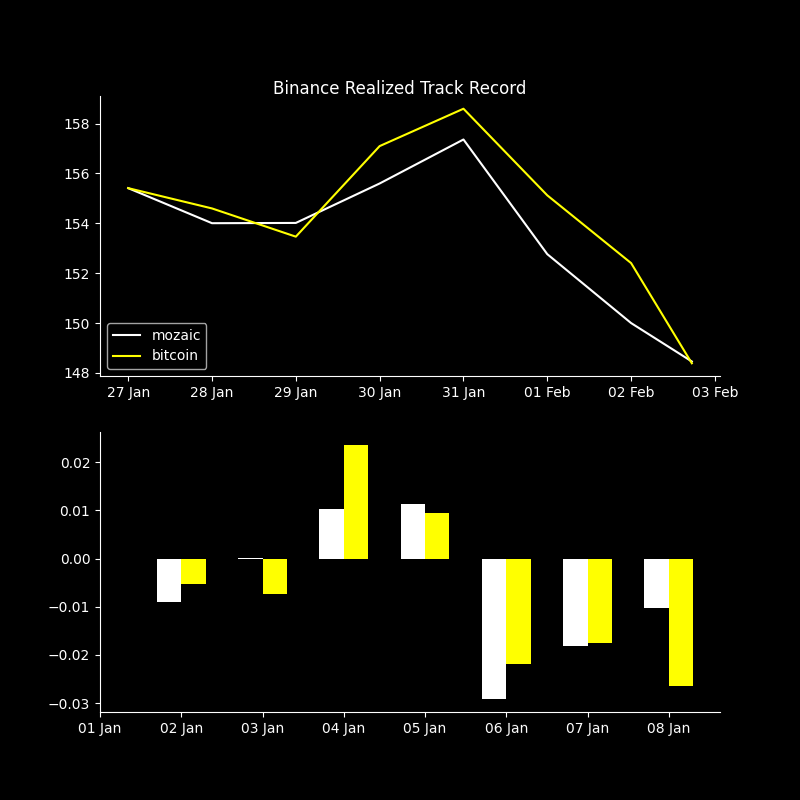 Binance Realized Track Record
158
156
154
152
150
148
mozaic
bitcoin
27 Jan 28 Jan 29 Jan 30 Jan 31 Jan 01 Feb 02 Feb 03 Feb
0.02
0.01
0.00
−0.01
−0.02
−0.03
01 Jan 02 Jan 03 Jan 04 Jan 05 Jan 06 Jan 07 Jan 08 Jan